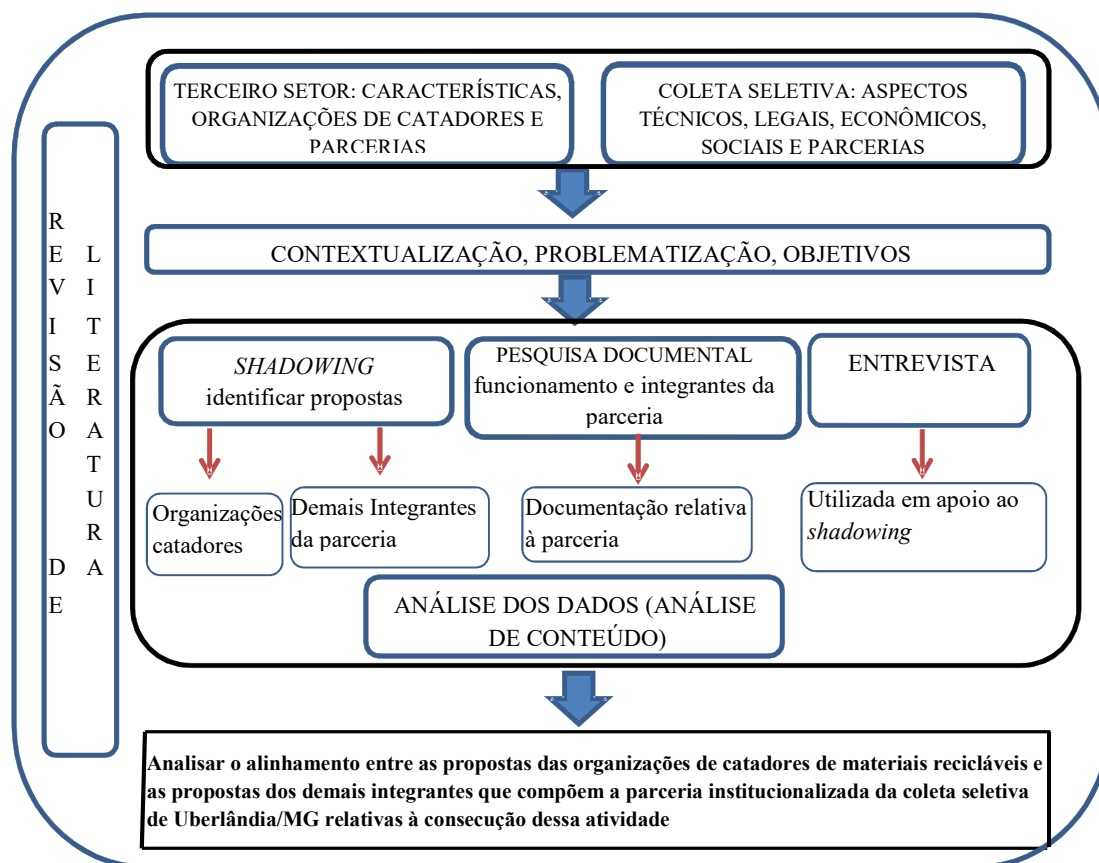 TERCEIRO SETOR: CARACTERÍSTICAS,
ORGANIZAÇÕES DE CATADORES E
PARCERIAS
COLETA SELETIVA: ASPECTOS
TÉCNICOS, LEGAIS, ECONÔMICOS,
SOCIAIS E PARCERIAS
REVISÃO DE
LITERATURA
CONTEXTUALIZAÇÃO, PROBLEMATIZAÇÃO, OBJETIVOS
SHADOWING
identificar propostas
PESQUISA DOCUMENTAL
funcionamento e integrantes da
parceria
ENTREVISTA
Organizações
catadores
Demais Integrantes
da parceria
Documentação relativa
à parceria
Utilizada em apoio ao
shadowing
ANÁLISE DOS DADOS (ANÁLISE
DE CONTEÚDO)
Analisar o alinhamento entre as propostas das organizações de catadores de materiais recicláveis e
as propostas dos demais integrantes que compõem a parceria institucionalizada da coleta seletiva
de Uberlândia/MG relativas à consecução dessa atividade